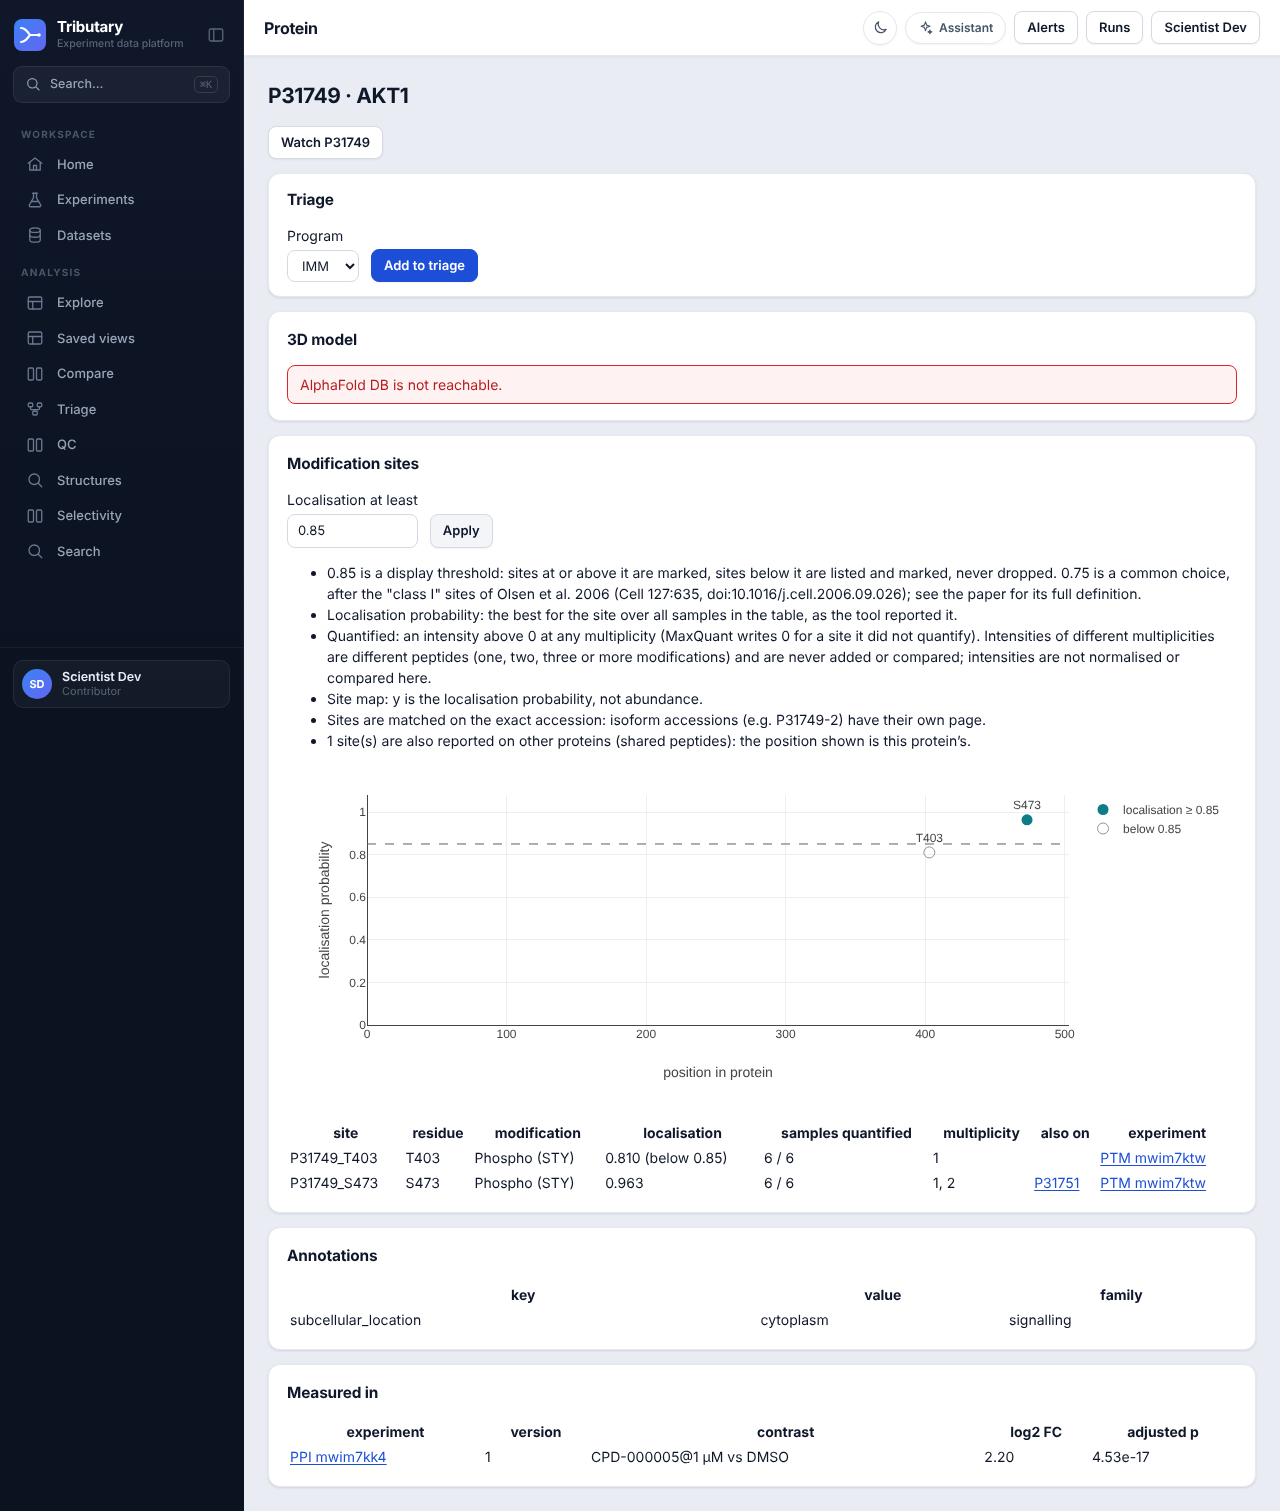 Tributary
Experiment data platform
Search...
⌘K
WORKSPACE
Home
Experiments
Datasets
ANALYSIS
Explore
Saved views
Compare
Triage
QC
Structures
Selectivity
Search
SD
Scientist Dev
Contributor
Protein
Assistant
Alerts
Runs
Scientist Dev
P31749 · AKT1
Watch P31749
Triage
Program
IMM
Add to triage
3D model
AlphaFold DB is not reachable.
Modification sites
Localisation at least
0.85
Apply
• 0.85 is a display threshold: sites at or above it are marked, sites below it are listed and marked, never dropped. 0.75 is a common choice,
after the "class I" sites of Olsen et al. 2006 (Cell 127:635, doi:10.1016/j.cell.2006.09.026); see the paper for its full definition.
• Localisation probability: the best for the site over all samples in the table, as the tool reported it.
• Quantified: an intensity above 0 at any multiplicity (MaxQuant writes 0 for a site it did not quantify). Intensities of different multiplicities
are different peptides (one, two, three or more modifications) and are never added or compared; intensities are not normalised or
compared here.
• Site map: y is the localisation probability, not abundance.
• Sites are matched on the exact accession: isoform accessions (e.g. P31749-2) have their own page.
• 1 site(s) are also reported on other proteins (shared peptides): the position shown is this protein’s.
localisation probability
1
0.8
0.6
0.4
0.2
0
0 100 200 300 400 500
position in protein
T403
S473
localisation ≥ 0.85
below 0.85
site residue modification localisation samples quantified multiplicity also on experiment
P31749_T403 T403 Phospho (STY) 0.810 (below 0.85) 6 / 6 1 PTM mwim7ktw
P31749_S473 S473 Phospho (STY) 0.963 6 / 6 1, 2 P31751 PTM mwim7ktw
Annotations
key value family
subcellular_location cytoplasm signalling
Measured in
experiment version contrast log2 FC adjusted p
PPI mwim7kk4 1 CPD-000005@1 µM vs DMSO 2.20 4.53e-17